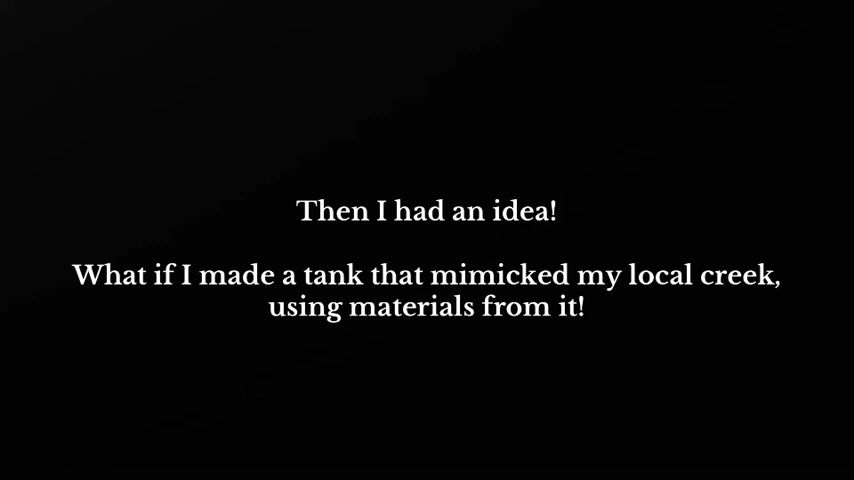 Then I had an idea!
What if I made a tank that mimicked my local creek,
using materials from it!